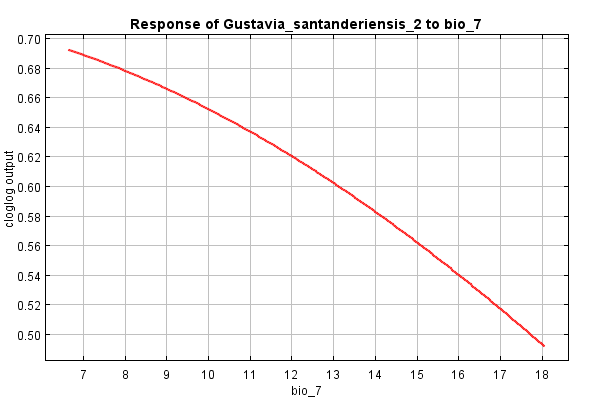 Response of Gustavia_santanderiensis_2 to bio_7
cloglog output
0.70
0.68
0.66
0.64
0.62
0.60
0.58
0.56
0.54
0.52
0.50
7 8 9 10 11 12 13 14 15 16 17 18
bio_7